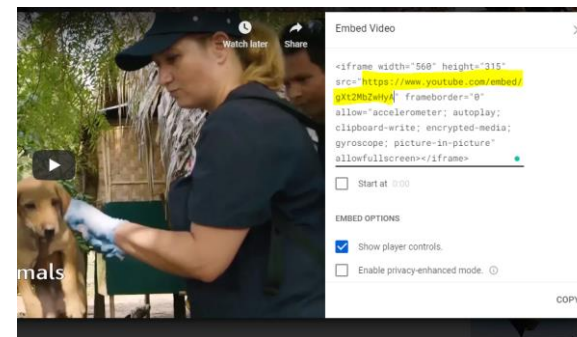 Watch later
Share
mals
Embed Video
<iframe width="560" height="315"
src="https://www.youtube.com/embed/
gXt2MbZwHyA" frameborder="0"
allow="accelerometer; autoplay;
clipboard-write; encrypted-media;
gyroscope; picture-in-picture"
allowfullscreen></iframe>
Start at 0:00
EMBED OPTIONS
Show player controls.
Enable privacy-enhanced mode.
COPY